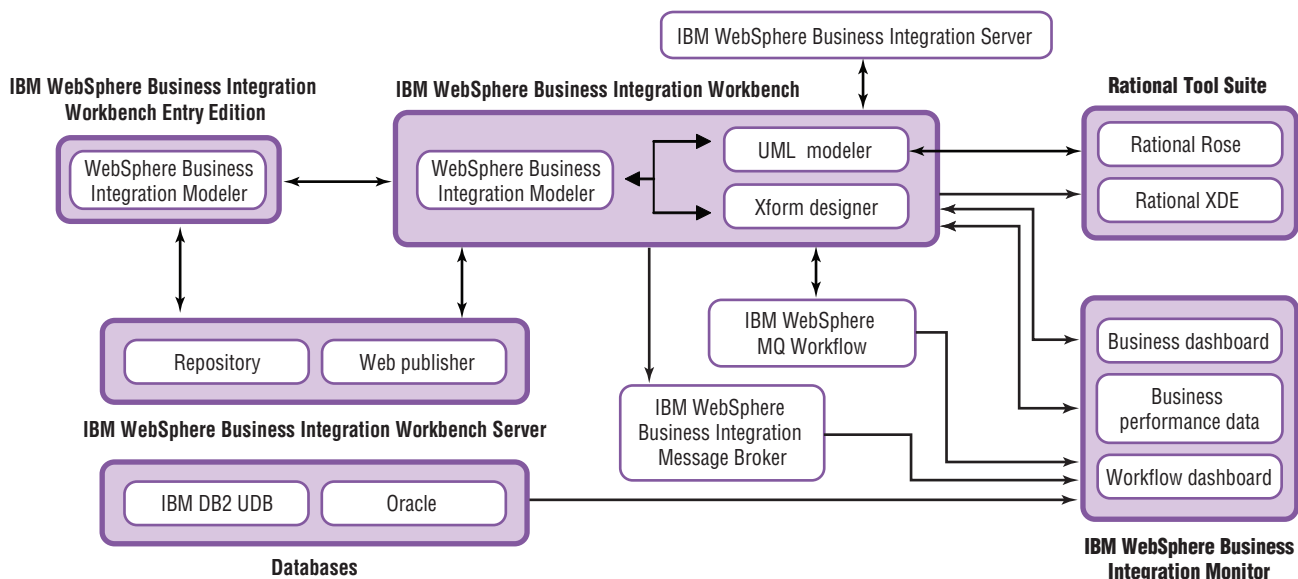 IBM WebSphere Business Integration Server
IBM WebSphere Business Integration
Workbench Entry Edition
IBM WebSphere Business Integration Workbench
Rational Tool Suite
WebSphere Business
Integration Modeler
WebSphere Business
Integration Modeler
UML modeler
Xform designer
Rational Rose
Rational XDE
Repository
Web publisher
IBM WebSphere Business Integration Workbench Server
IBM WebSphere
MQ Workflow
IBM WebSphere
Business Integration
Message Broker
Business dashboard
Business
performance data
Workflow dashboard
IBM WebSphere Business
Integration Monitor
IBM DB2 UDB
Oracle
Databases